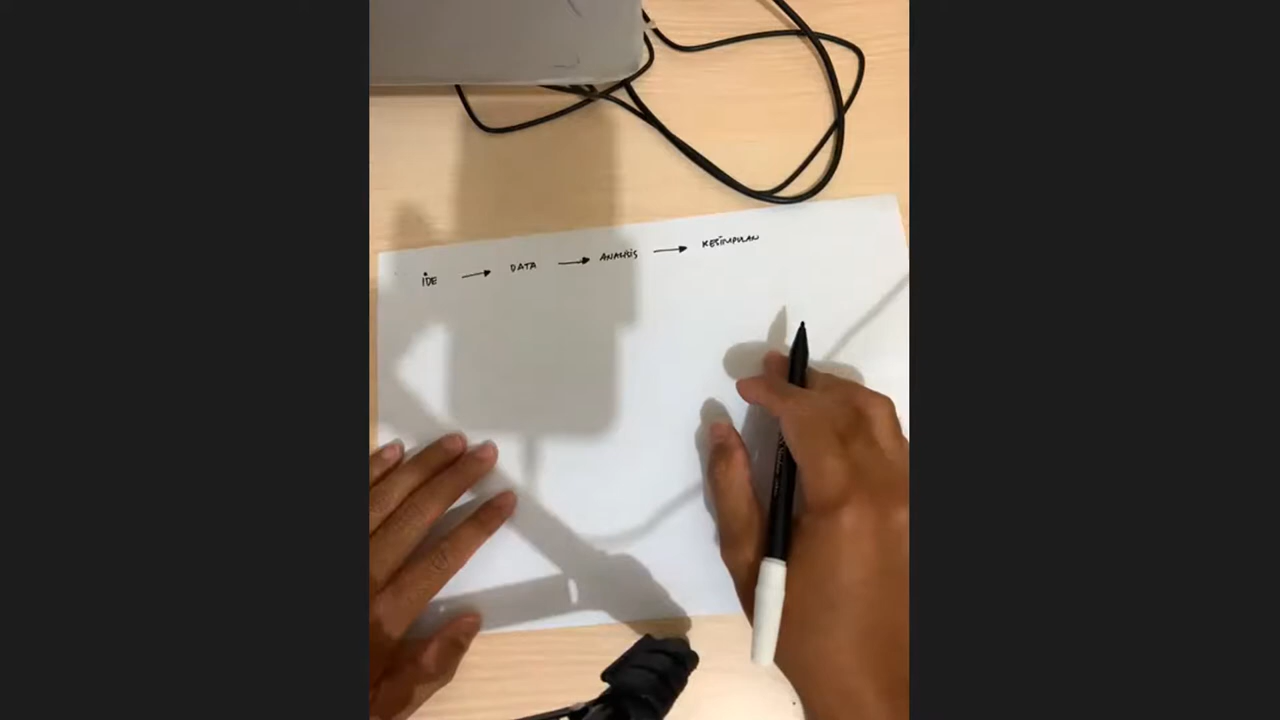 IDE → DATA → ANALISIS → KESIMPULAN